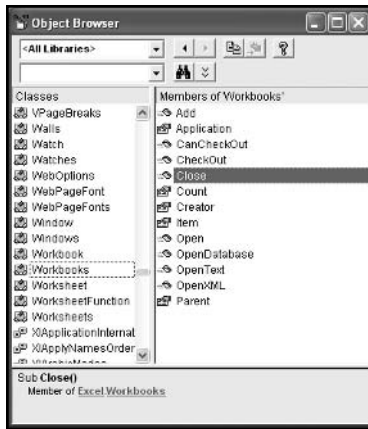 Object Browser
<All Libraries>
Classes
VPageBreaks
Walls
Watch
Watches
WebOptions
WebPageFont
WebPageFonts
Window
Windows
Workbook
Workbooks
Worksheet
WorksheetFunction
Worksheets
XlApplicationInternat
XlApplyNamesOrder
Members of 'Workbooks'
Add
Application
CanCheckOut
CheckOut
Close
Count
Creator
Item
Open
OpenDatabase
OpenText
OpenXML
Parent
Sub Close()
Member of Excel.Workbooks